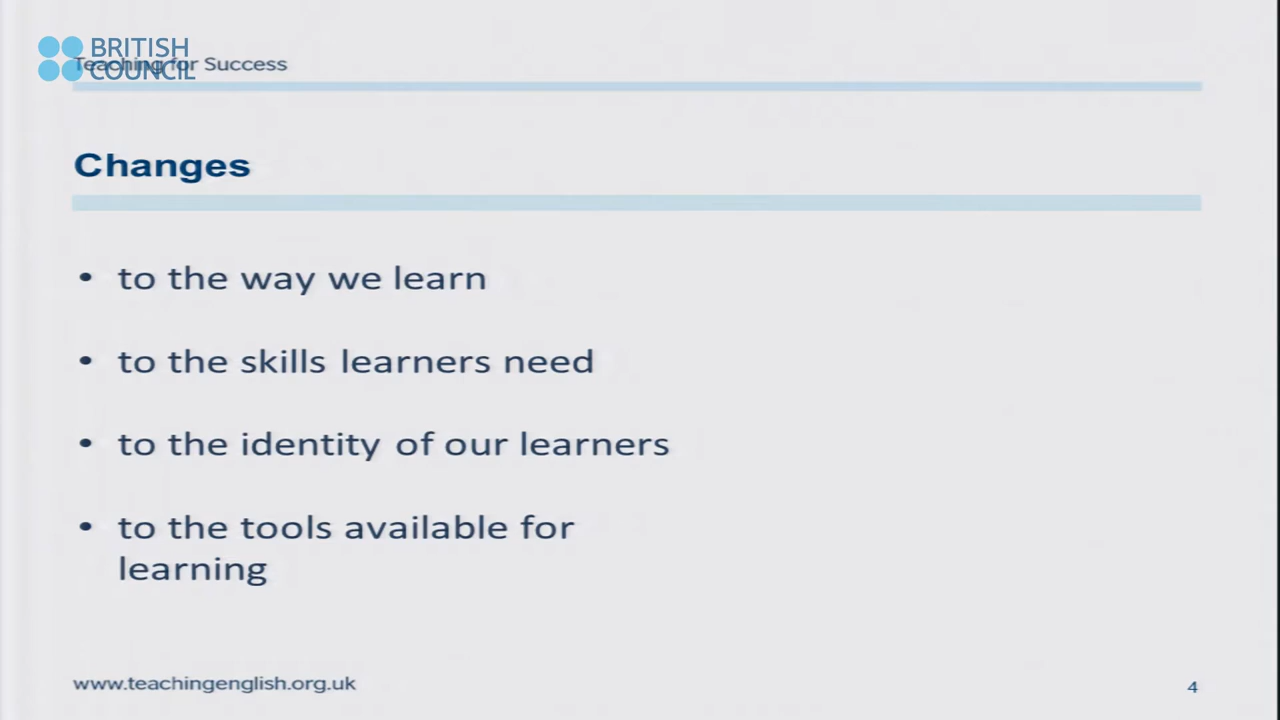 BRITISH
COUNCIL
Teaching for Success
Changes
• to the way we learn
• to the skills learners need
• to the identity of our learners
• to the tools available for
learning
www.teachingenglish.org.uk
4